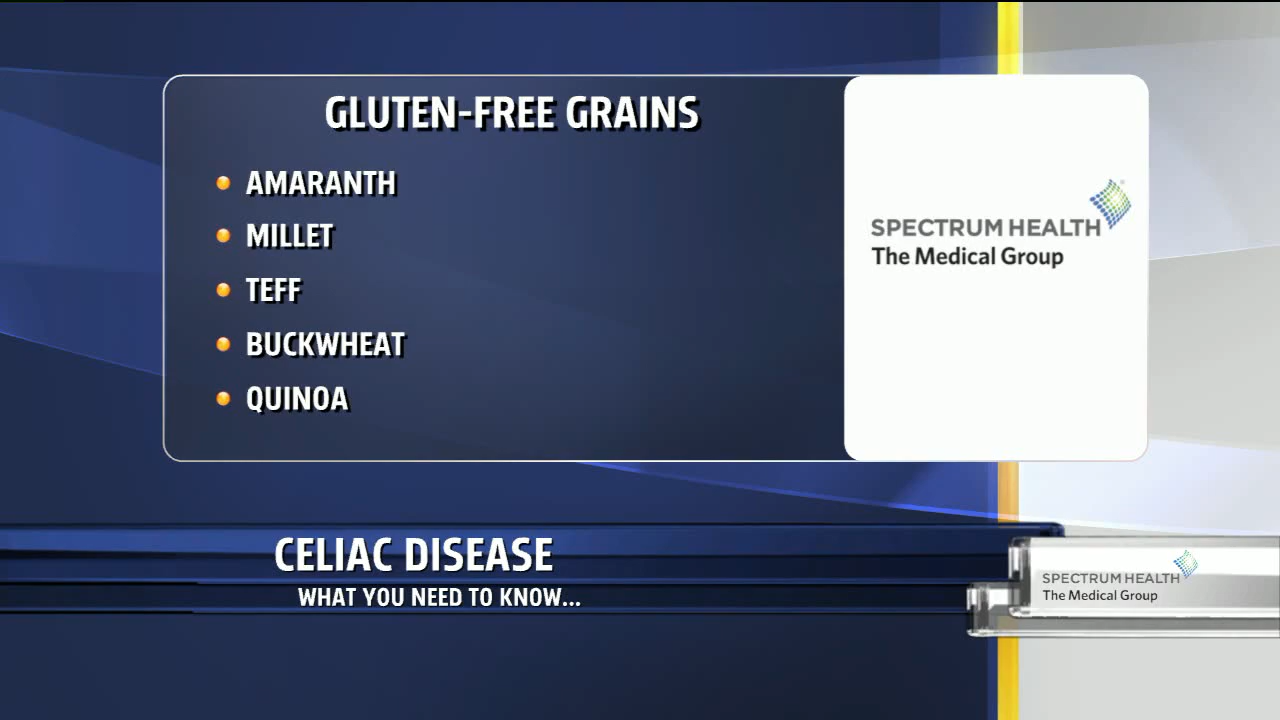 GLUTEN-FREE GRAINS
AMARANTH
MILLET
TEFF
BUCKWHEAT
QUINOA
SPECTRUM HEALTH
The Medical Group
CELIAC DISEASE
WHAT YOU NEED TO KNOW...
SPECTRUM HEALTH
The Medical Group